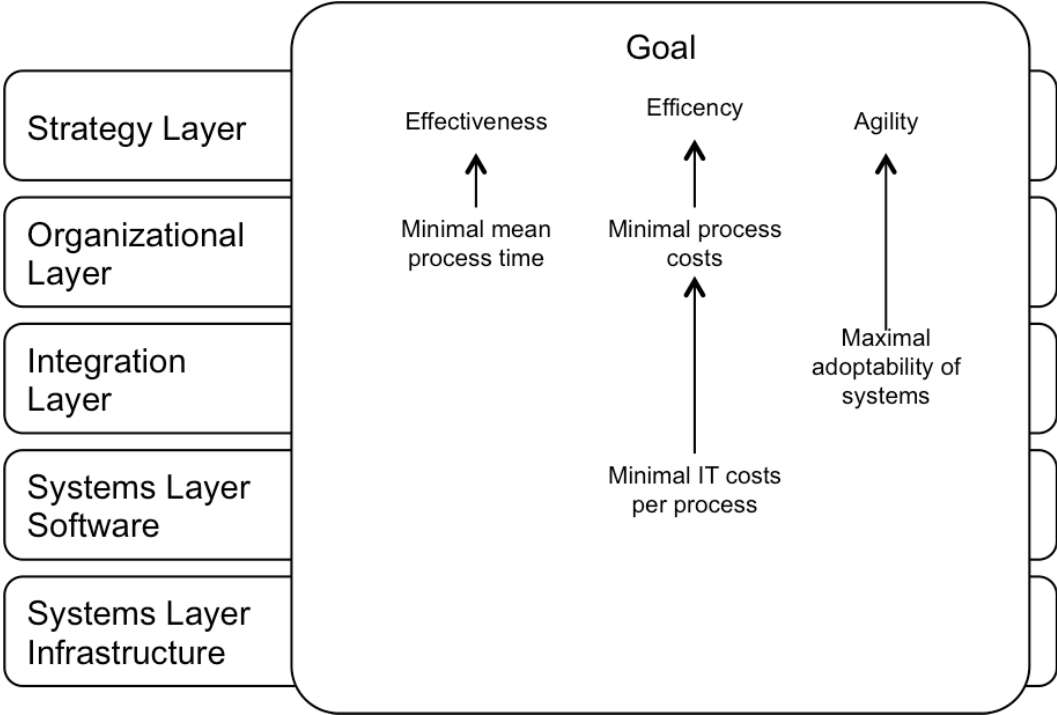 Goal
Strategy Layer
Effectiveness
Efficency
Agility
Organizational
Layer
Minimal mean
process time
Minimal process
costs
Integration
Layer
Maximal
adoptability of
systems
Systems Layer
Software
Minimal IT costs
per process
Systems Layer
Infrastructure